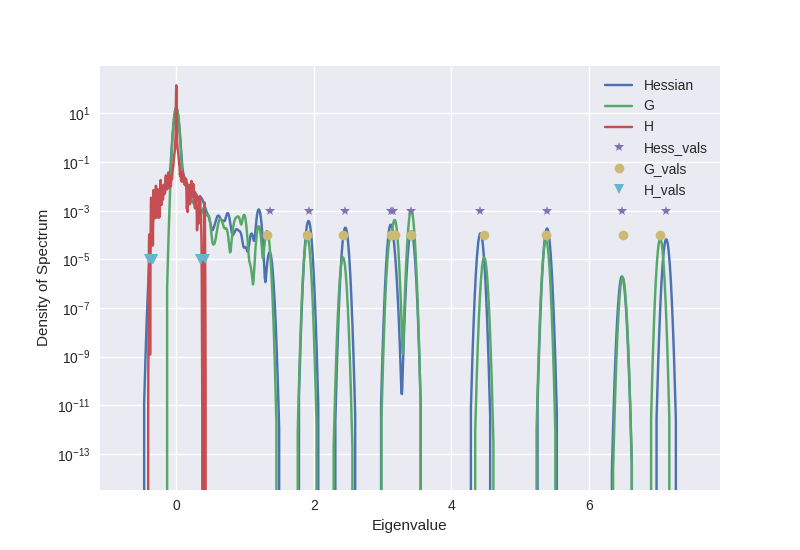 Hessian
G
H
Hess_vals
G_vals
H_vals
10^1
10^−1
10^−3
10^−5
10^−7
10^−9
10^−11
10^−13
Density of Spectrum
0 2 4 6
Eigenvalue